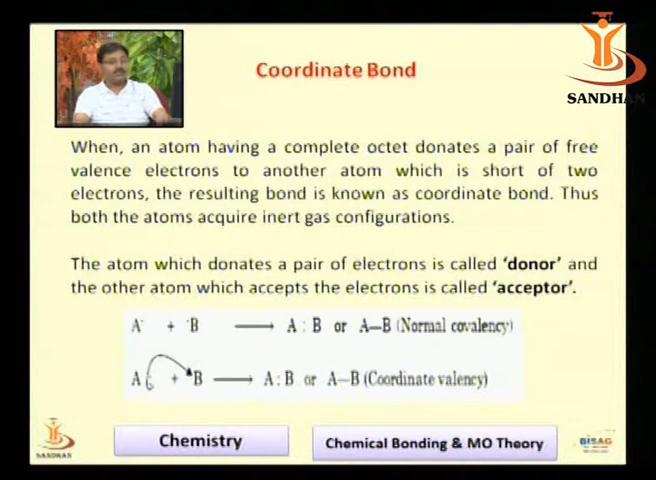 Coordinate Bond
SANDHAN
When, an atom having a complete octet donates a pair of free
valence electrons to another atom which is short of two
electrons, the resulting bond is known as coordinate bond. Thus
both the atoms acquire inert gas configurations.
The atom which donates a pair of electrons is called ‘donor’ and
the other atom which accepts the electrons is called ‘acceptor’.
A· + ·B ⟶ A : B or A—B (Normal covalency)
A: + B ⟶ A : B or A—B (Coordinate valency)
SANDHAN
Chemistry
Chemical Bonding & MO Theory
BISAG